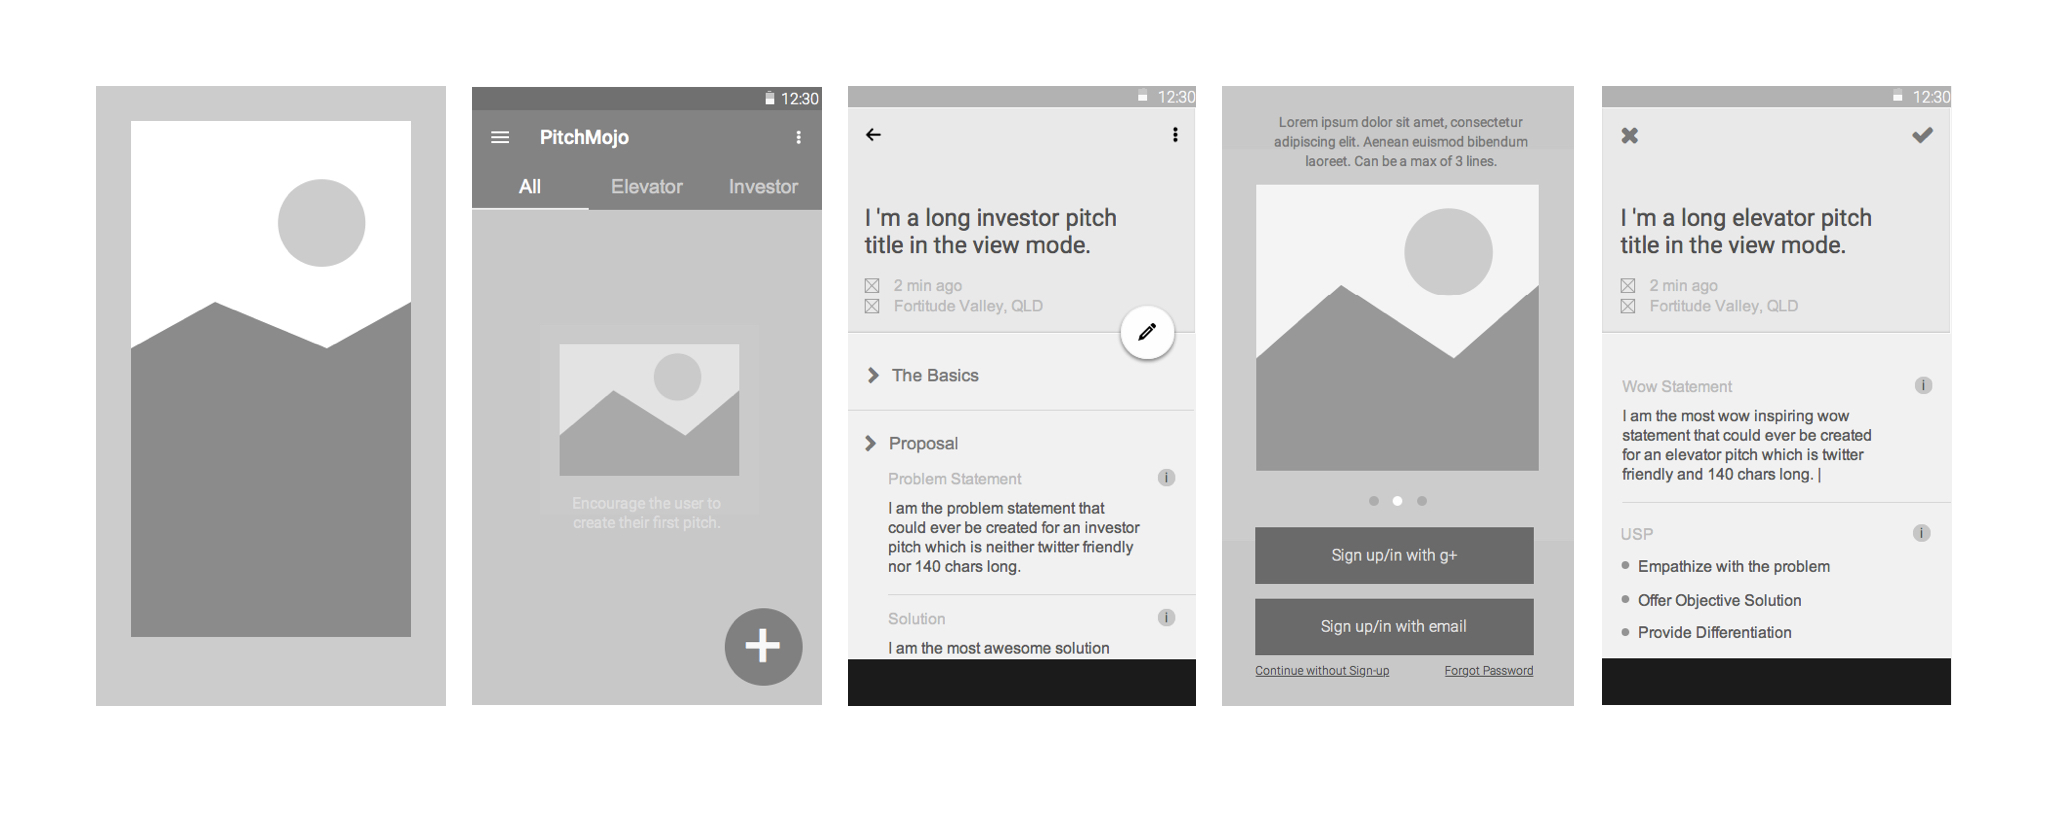 12:30
PitchMojo
All Elevator Investor
Encourage the user to
create their first pitch.
12:30
I 'm a long investor pitch
title in the view mode.
2 min ago
Fortitude Valley, QLD
The Basics
Proposal
Problem Statement
I am the problem statement that
could ever be created for an investor
pitch which is neither twitter friendly
nor 140 chars long.
Solution
I am the most awesome solution
Lorem ipsum dolor sit amet, consectetur
adipiscing elit. Aenean euismod bibendum
laoreet. Can be a max of 3 lines.
Sign up/in with g+
Sign up/in with email
Continue without Sign-up Forgot Password
12:30
I 'm a long elevator pitch
title in the view mode.
2 min ago
Fortitude Valley, QLD
Wow Statement
I am the most wow inspiring wow
statement that could ever be created
for an elevator pitch which is twitter
friendly and 140 chars long. |
USP
Empathize with the problem
Offer Objective Solution
Provide Differentiation